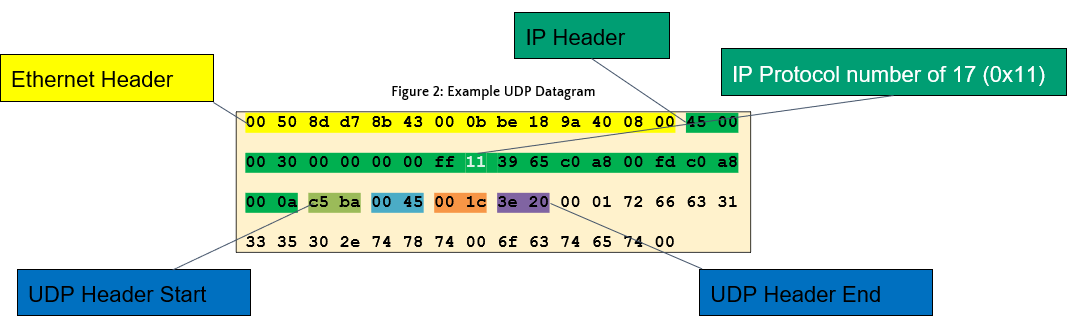 IP Header
Ethernet Header
IP Protocol number of 17 (0x11)
Figure 2: Example UDP Datagram
00 50 8d d7 8b 43 00 0b be 18 9a 40 08 00 45 00
00 30 00 00 00 00 ff 11 39 65 c0 a8 00 fd c0 a8
00 0a c5 ba 00 45 00 1c 3e 20 00 01 72 66 63 31
33 35 30 2e 74 78 74 00 6f 63 74 65 74 00
UDP Header Start
UDP Header End